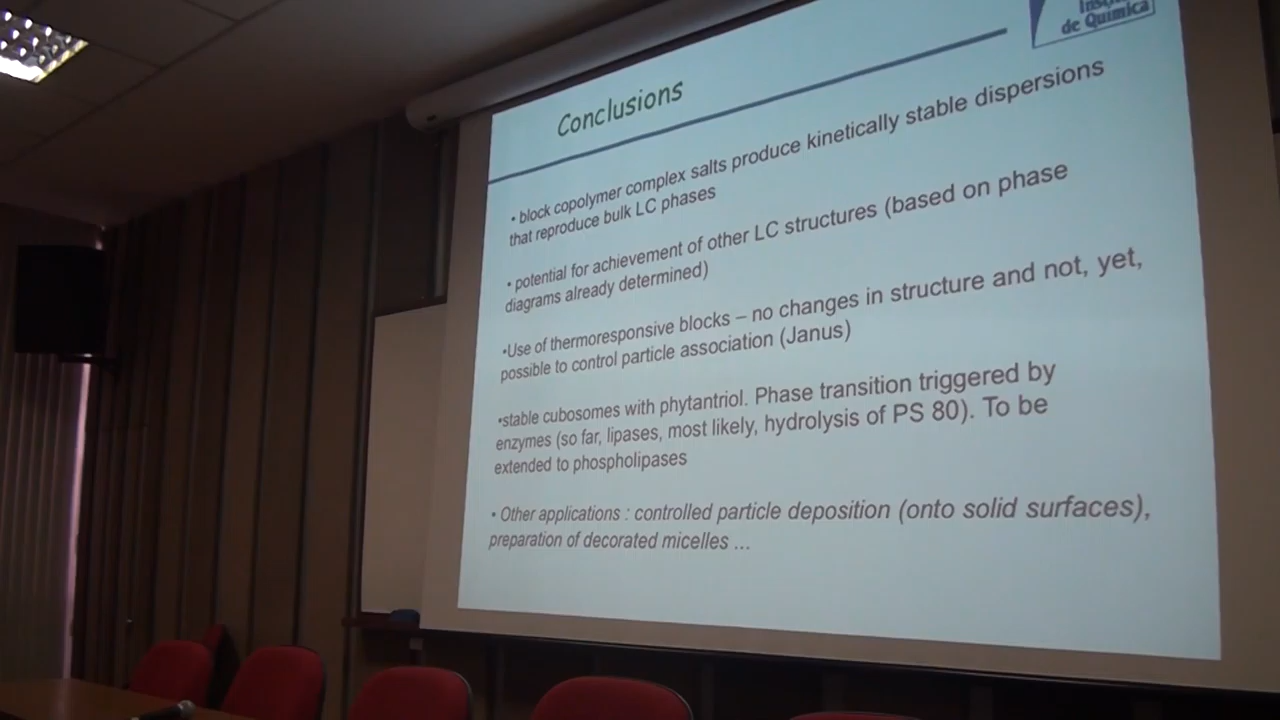 de Química
Conclusions
• block copolymer complex salts produce kinetically stable dispersions
that reproduce bulk LC phases
• potential for achievement of other LC structures (based on phase
diagrams already determined)
•Use of thermoresponsive blocks – no changes in structure and not, yet,
possible to control particle association (Janus)
•stable cubosomes with phytantriol. Phase transition triggered by
enzymes (so far, lipases, most likely, hydrolysis of PS 80). To be
extended to phospholipases
• Other applications : controlled particle deposition (onto solid surfaces),
preparation of decorated micelles ...